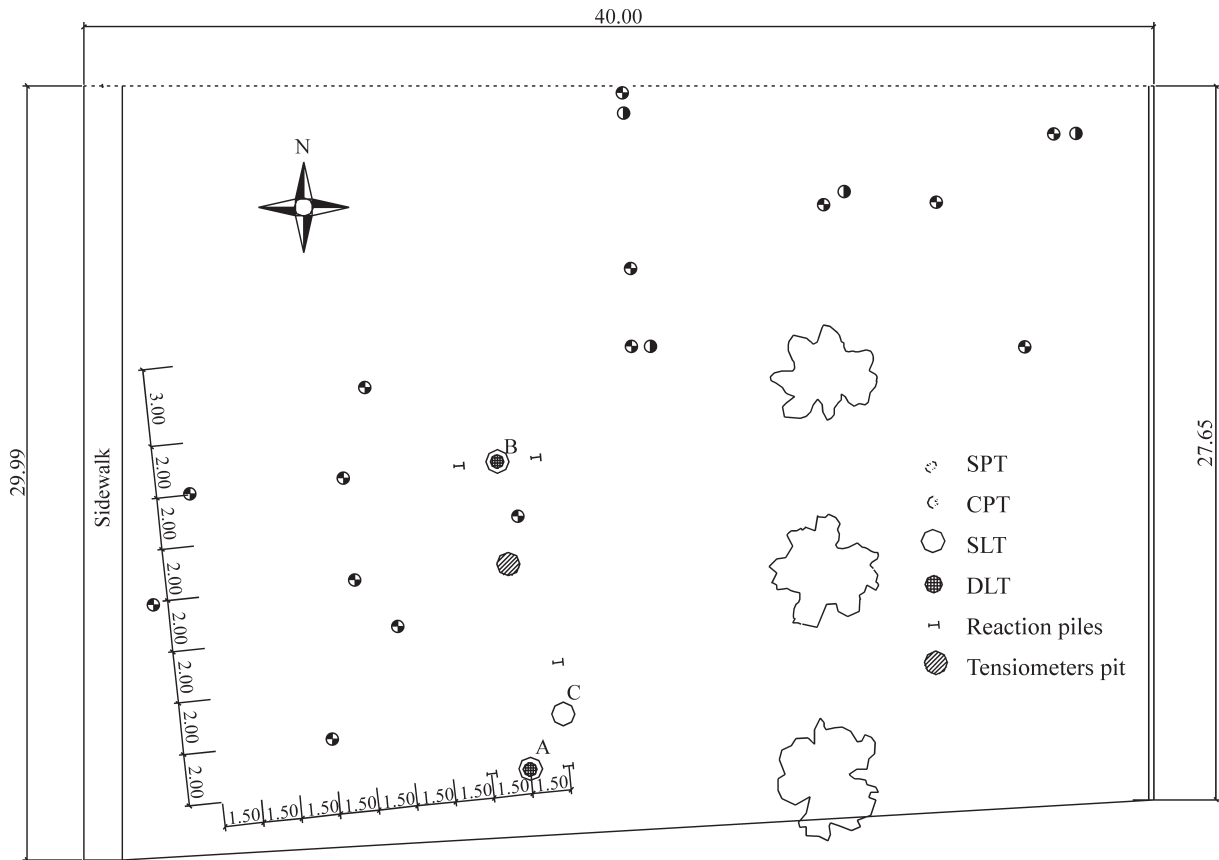 40.00
N
29.99
27.65
Sidewalk
3.00
2.00
2.00
2.00
2.00
2.00
2.00
2.00
B
C
A
1.50 1.50 1.50 1.50 1.50 1.50 1.50 1.50 1.50
SPT
CPT
SLT
DLT
Reaction piles
Tensiometers pit